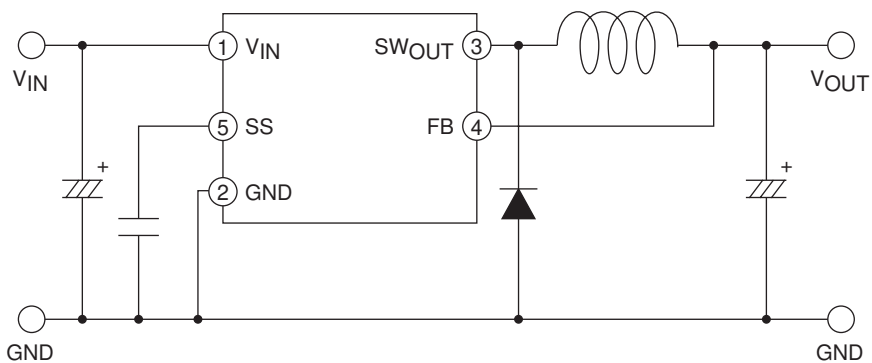 1 VIN SWOUT 3
VIN VOUT
5 SS FB 4
+ +
2 GND
GND GND